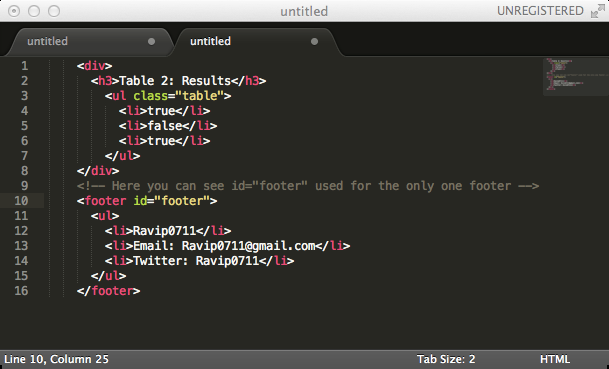 untitled
UNREGISTERED
untitled
untitled
1 <div>
2 <h3>Table 2: Results</h3>
3 <ul class="table">
4 <li>true</li>
5 <li>false</li>
6 <li>true</li>
7 </ul>
8 </div>
9 <!-- Here you can see id="footer" used for the only one footer -->
10 <footer id="footer">
11 <ul>
12 <li>Ravip0711</li>
13 <li>Email: Ravip0711@gmail.com</li>
14 <li>Twitter: Ravip0711</li>
15 </ul>
16 </footer>
Line 10, Column 25 Tab Size: 2 HTML